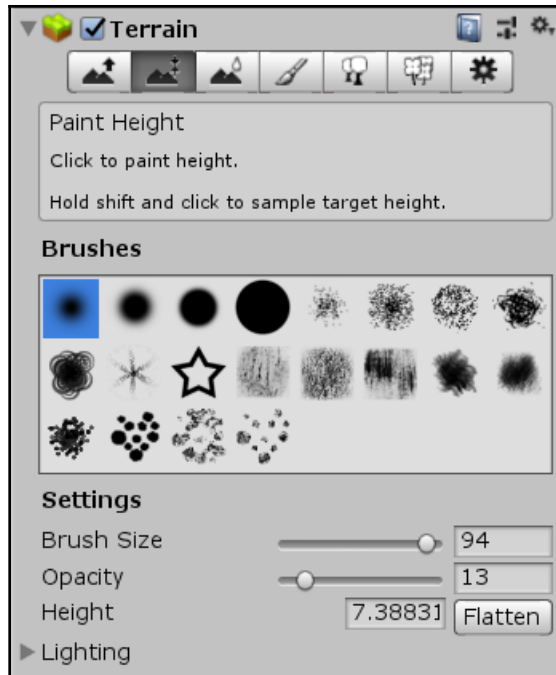 Terrain
Paint Height
Click to paint height.
Hold shift and click to sample target height.
Brushes
Settings
Brush Size 94
Opacity 13
Height 7.38831 Flatten
Lighting